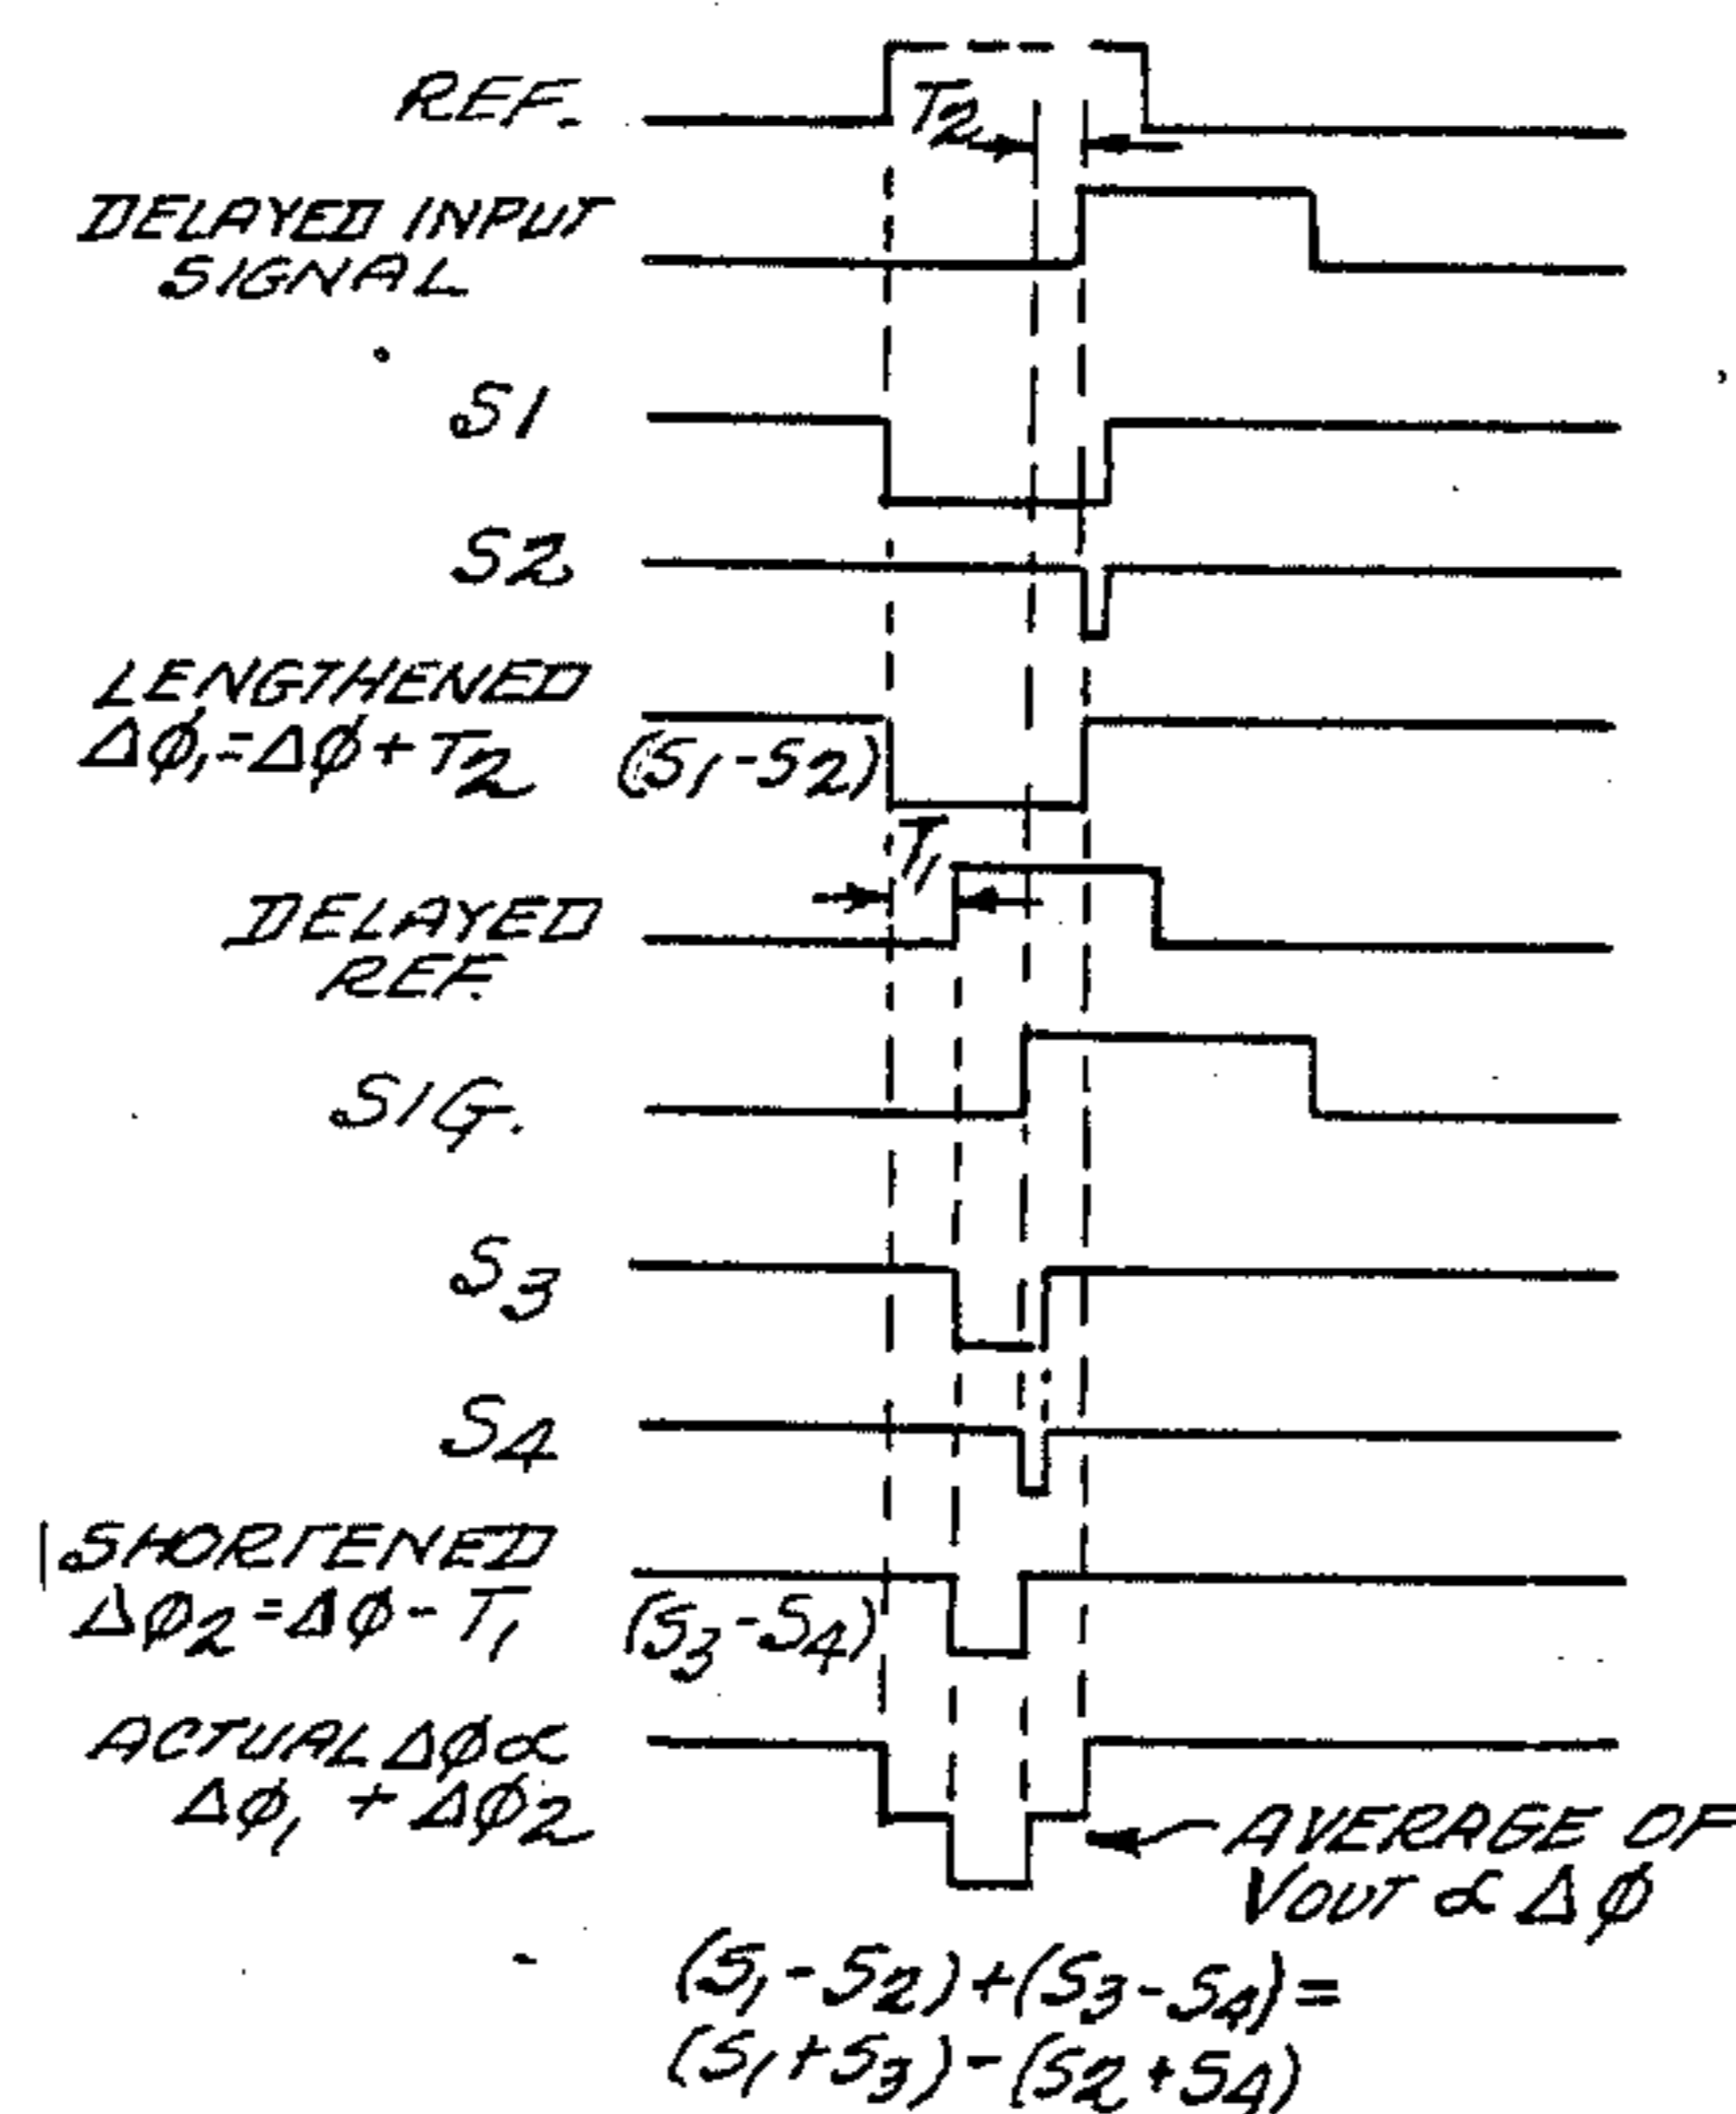 REF.
T2
DELAYED INPUT
SIGNAL
S1
S2
LENGTHENED
Δϕ1=Δϕ+T2
(S1-S2)
T1
DELAYED
REF.
SIG.
S3
S4
SHORTENED
Δϕ2=Δϕ-T1
(S3-S4)
ACTUAL Δϕ∝
Δϕ1 + Δϕ2
AVERAGE OF
VOUT ∝ Δϕ
(S1-S2)+(S3-S4)=
(S1+S3)-(S2+S4)